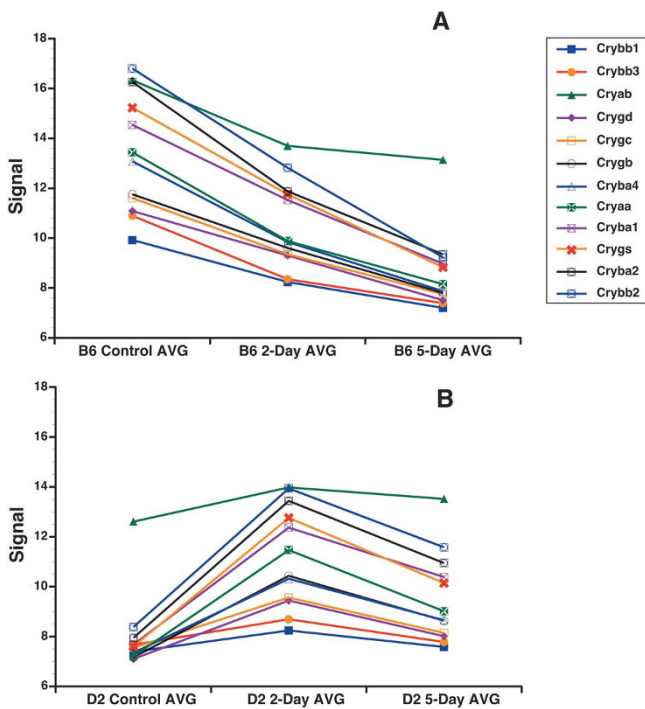 A
18
16
14
12
10
8
6
Signal
B6 Control AVG B6 2-Day AVG B6 5-Day AVG
Crybb1
Crybb3
Cryab
Crygd
Crygc
Crygb
Cryba4
Cryaa
Cryba1
Crygs
Cryba2
Crybb2
B
18
16
14
12
10
8
6
Signal
D2 Control AVG D2 2-Day AVG D2 5-Day AVG